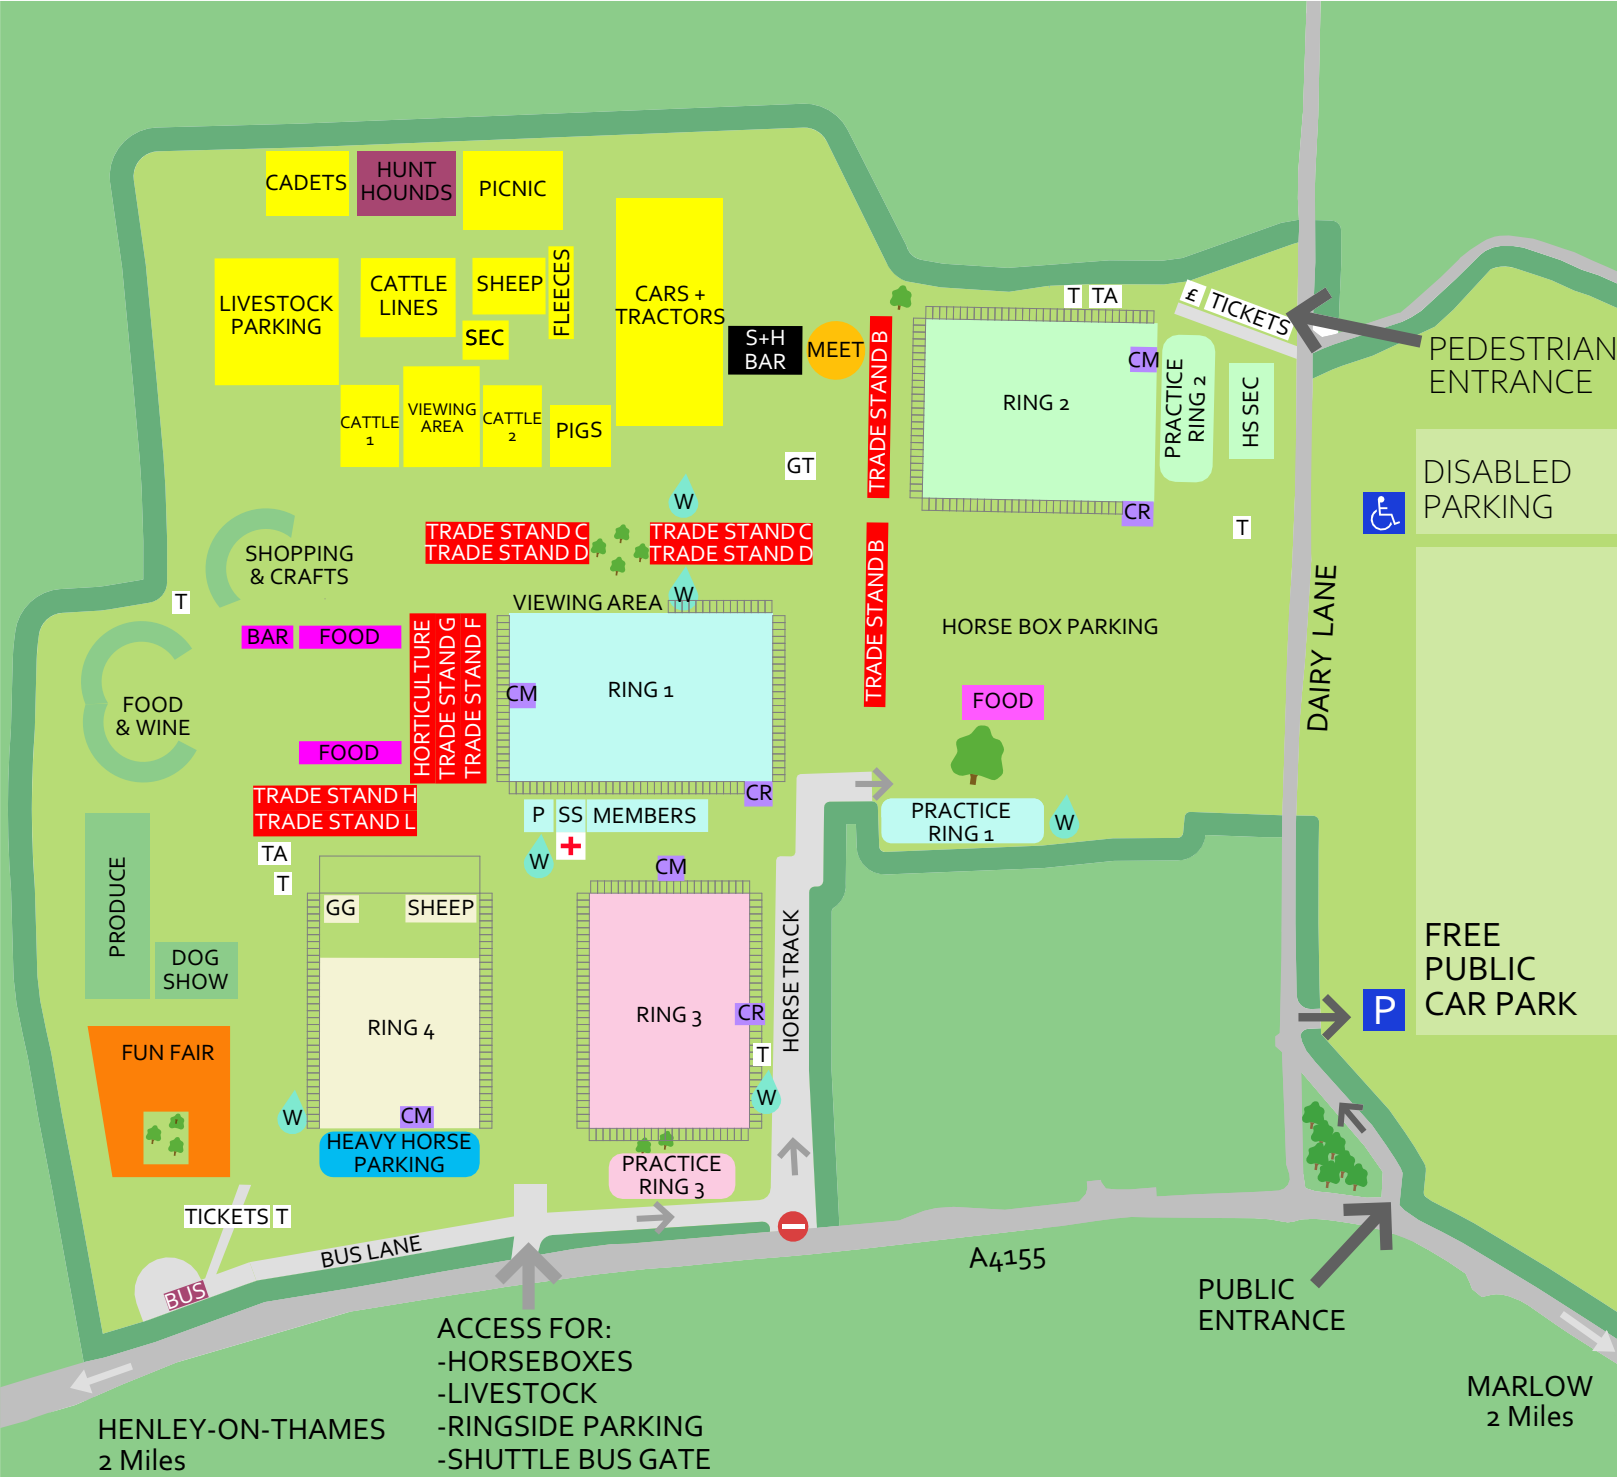 CADETS
HUNT
HOUNDS
PICNIC
LIVESTOCK
PARKING
CATTLE
LINES
SHEEP
FLEECES
SEC
CARS +
TRACTORS
CATTLE
1
VIEWING
AREA
CATTLE
2
PIGS
S+H
BAR
MEET
TRADE STAND B
T
TA
£ TICKETS
RING 2
CM
CR
PRACTICE
RING 2
HS SEC
PEDESTRIAN
ENTRANCE
DISABLED
PARKING
GT
W
T
TRADE STAND C
TRADE STAND D
TRADE STAND C
TRADE STAND D
W
TRADE STAND B
SHOPPING
& CRAFTS
T
VIEWING AREA
BAR
FOOD
HORTICULTURE
TRADE STAND G
TRADE STAND F
RING 1
CM
CR
HORSE BOX PARKING
FOOD
DAIRY LANE
FOOD
& WINE
FOOD
TRADE STAND H
TRADE STAND L
TA
T
P
SS
MEMBERS
W
PRACTICE
RING 1
W
PRODUCE
DOG
SHOW
GG
SHEEP
RING 4
CM
HEAVY HORSE
PARKING
W
CM
RING 3
CR
T
W
PRACTICE
RING 3
HORSE TRACK
FREE
PUBLIC
CAR PARK
P
FUN FAIR
TICKETS
T
BUS LANE
BUS
A4155
PUBLIC
ENTRANCE
ACCESS FOR:
-HORSEBOXES
-LIVESTOCK
-RINGSIDE PARKING
-SHUTTLE BUS GATE
HENLEY-ON-THAMES
2 Miles
MARLOW
2 Miles